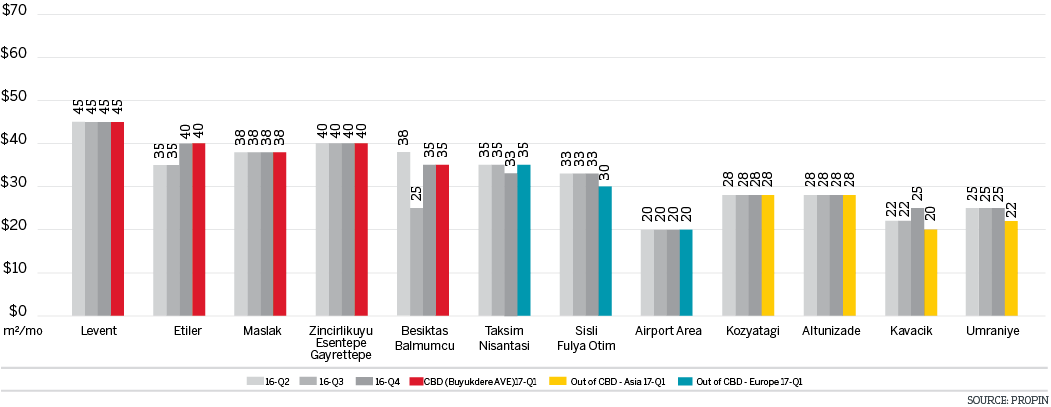 $70
$60
$50
$40
$30
$20
$10
$0
m²/mo
45 45 45 45
35 35 40 40
38 38 38 38
40 40 40 40
38 25 35 35
35 35 33 35
33 33 33 30
20 20 20 20
28 28 28 28
28 28 28 28
22 22 25 20
25 25 25 22
Levent
Etiler
Maslak
Zincirlikuyu
Esentepe
Gayrettepe
Besiktas
Balmumcu
Taksim
Nisantasi
Sisli
Fulya Otim
Airport Area
Kozyatagi
Altunizade
Kavacik
Umraniye
16-Q2 16-Q3 16-Q4 CBD (Buyukdere AVE)17-Q1 Out of CBD - Asia 17-Q1 Out of CBD - Europe 17-Q1
SOURCE: PROPIN